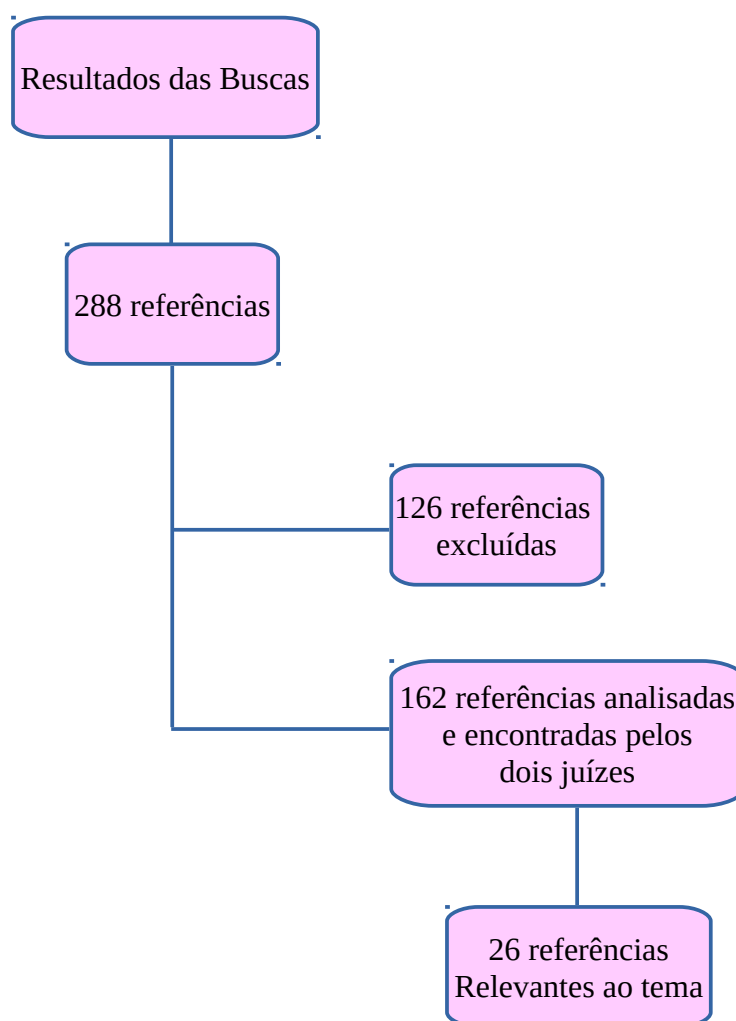 Resultados das Buscas
288 referências
126 referências
excluídas
162 referências analisadas
e encontradas pelos
dois juízes
26 referências
Relevantes ao tema